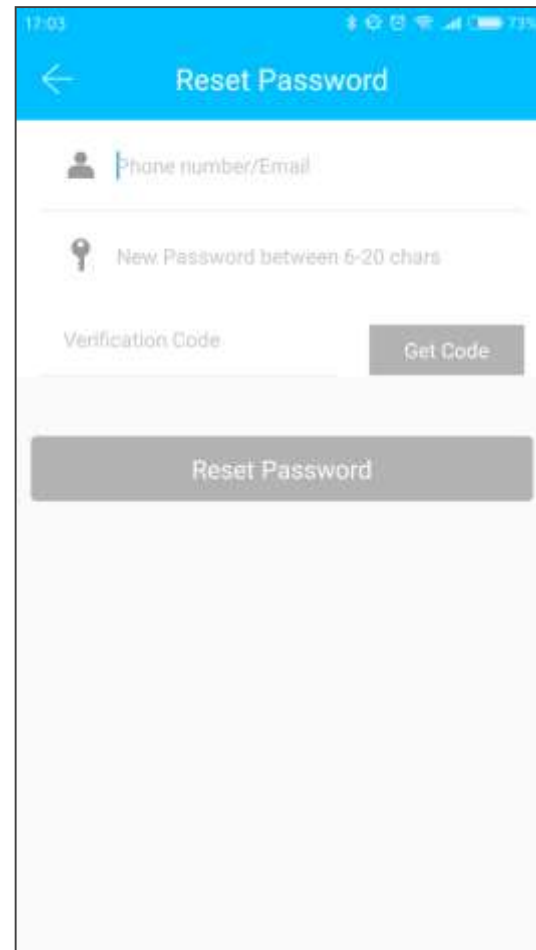 17:03 73%
Reset Password
Phone number/Email
New Password between 6-20 chars
Verification Code
Get Code
Reset Password